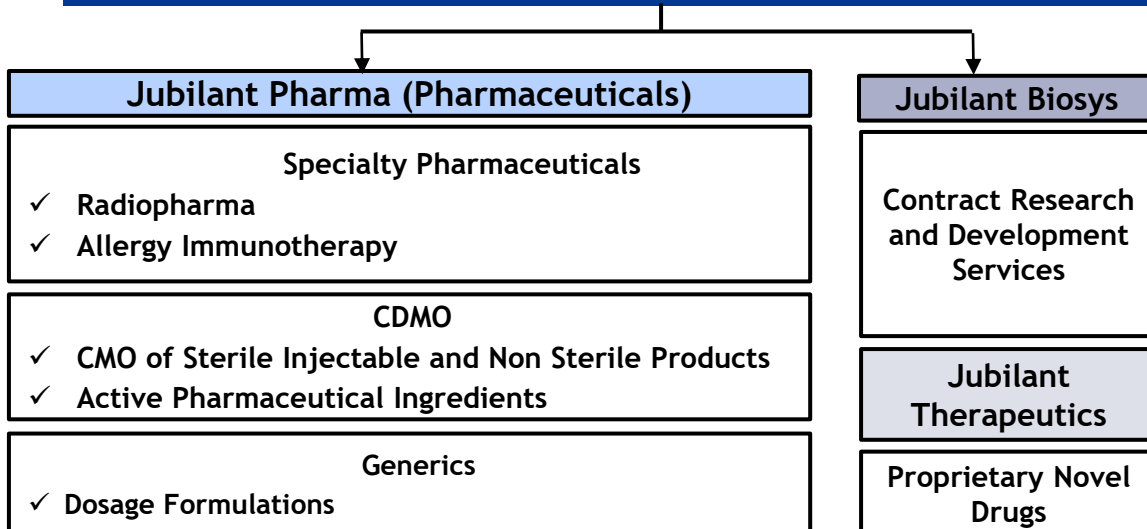 Jubilant Pharma (Pharmaceuticals)
Specialty Pharmaceuticals
✓ Radiopharma
✓ Allergy Immunotherapy
CDMO
✓ CMO of Sterile Injectable and Non Sterile Products
✓ Active Pharmaceutical Ingredients
Generics
✓ Dosage Formulations
Jubilant Biosys
Contract Research
and Development
Services
Jubilant
Therapeutics
Proprietary Novel
Drugs